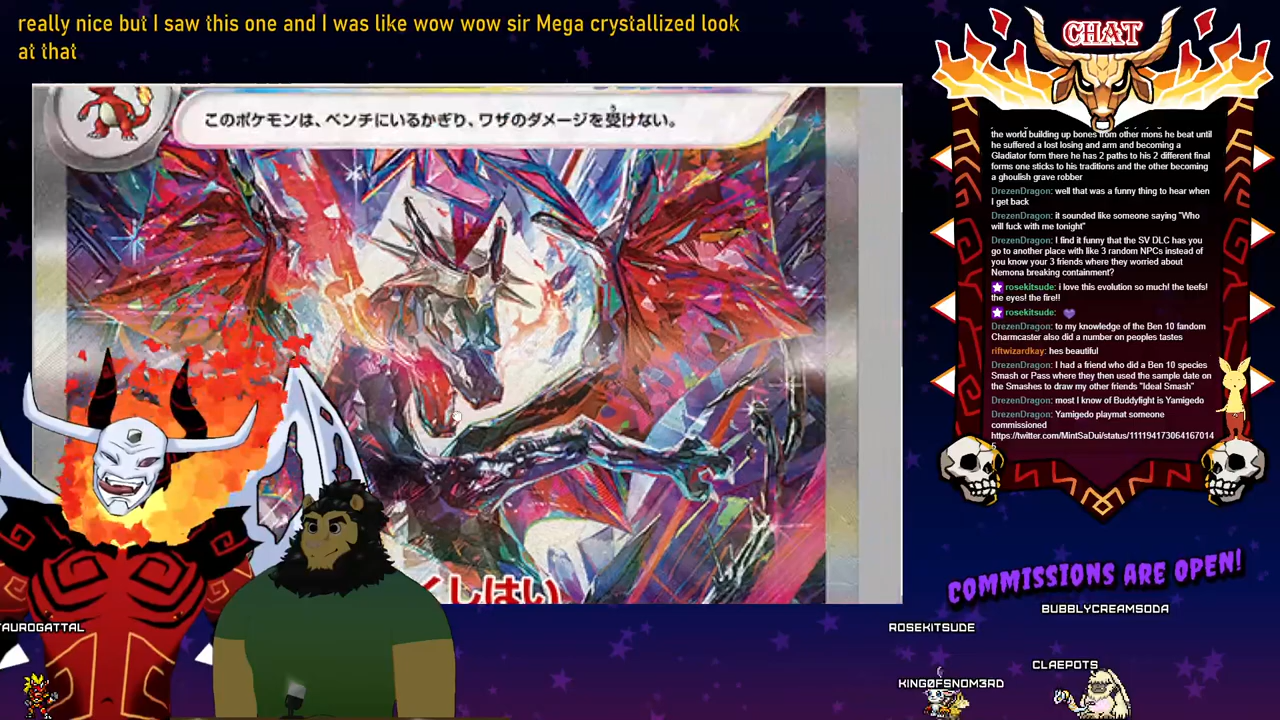 really nice but I saw this one and I was like wow wow sir Mega crystallized look
at that
このポケモンは、ベンチにいるかぎり、ワザのダメージを受けない。
くしはい
CHAT
the world building up bones from other mons he beat until
he suffered a lost losing and arm and becoming a
Gladiator form there he has 2 paths to his 2 different final
forms one sticks to his traditions and the other becoming
a ghoulish grave robber
DrezenDragon: well that was a funny thing to hear when
I get back
DrezenDragon: it sounded like someone saying "Who
will fuck with me tonight"
DrezenDragon: I find it funny that the SV DLC has you
go to another place with like 3 random NPCs instead of
you know your 3 friends where they worried about
Nemona breaking containment?
rosekitsude: i love this evolution so much! the teefs!
the eyes! the fire!!
rosekitsude:
DrezenDragon: to my knowledge of the Ben 10 fandom
Charmcaster also did a number on peoples tastes
riftwizardkay: hes beautiful
DrezenDragon: I had a friend who did a Ben 10 species
Smash or Pass where they then used the sample date on
the Smashes to draw my other friends "Ideal Smash"
DrezenDragon: most I know of Buddyfight is Yamigedo
DrezenDragon: Yamigedo playmat someone
commissioned
https://twitter.com/MintSaDui/status/111194173064167014
COMMISSIONS ARE OPEN!
BUBBLYCREAMSODA
AUROGATTAL
ROSEKITSUDE
CLAEPOTS
KING0FSNOM3RD